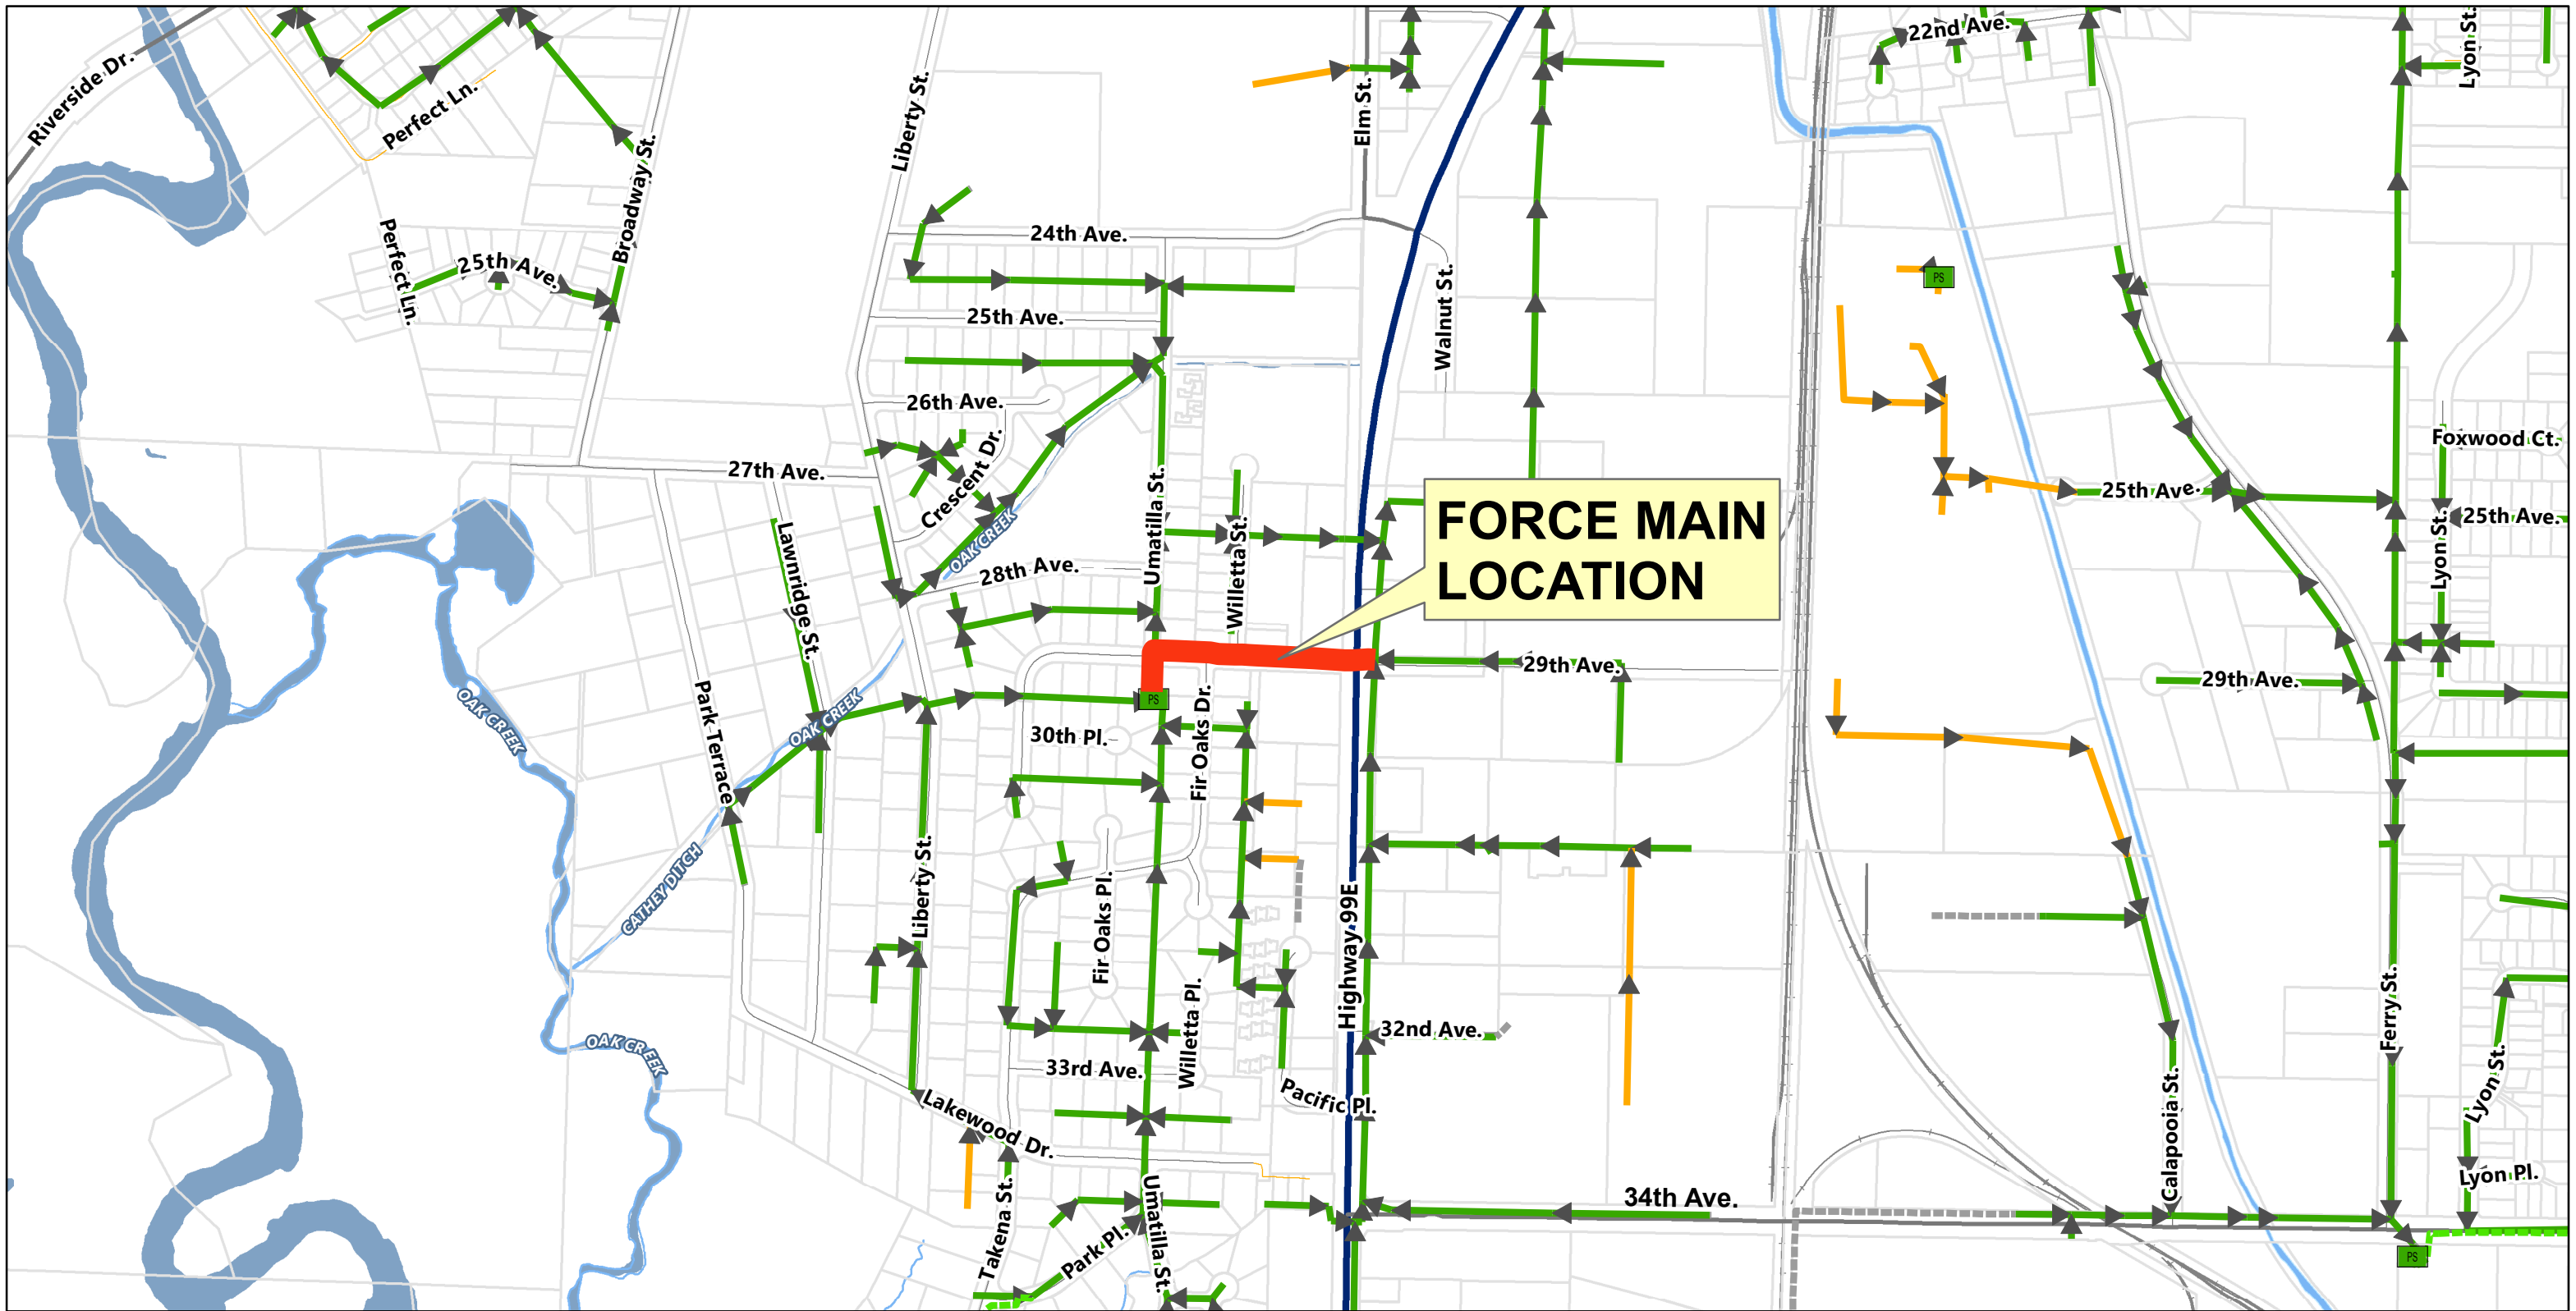 22nd Ave.
Lyon St.
Riverside Dr.
Perfect Ln.
Liberty St.
Elm St.
Broadway St.
24th Ave.
Perfect Ln.
25th Ave.
Walnut St.
PS
25th Ave.
26th Ave.
Crescent Dr.
27th Ave.
Foxwood Ct.
25th Ave.
25th Ave.
Lyon St.
Umatilla St.
Willetta St.
FORCE MAIN
LOCATION
OAK CREEK
28th Ave.
Lawnridge St.
29th Ave.
29th Ave.
PS
Park Terrace
OAK CREEK
OAK CREEK
30th Pl.
Fir Oaks Dr.
CATHEY DITCH
Liberty St.
Fir Oaks Pl.
Highway 99E
Willetta Pl.
32nd Ave.
Ferry St.
OAK CREEK
33rd Ave.
Pacific Pl.
Lakewood Dr.
Calapooia St.
Lyon St.
Lyon Pl.
34th Ave.
Takena St.
Park Pl.
Umatilla St.
PS